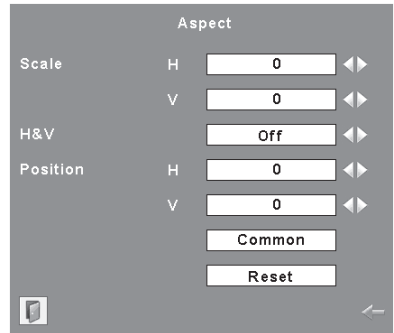 Aspect
Scale H 0
V 0
H&V Off
Position H 0
V 0
Common
Reset